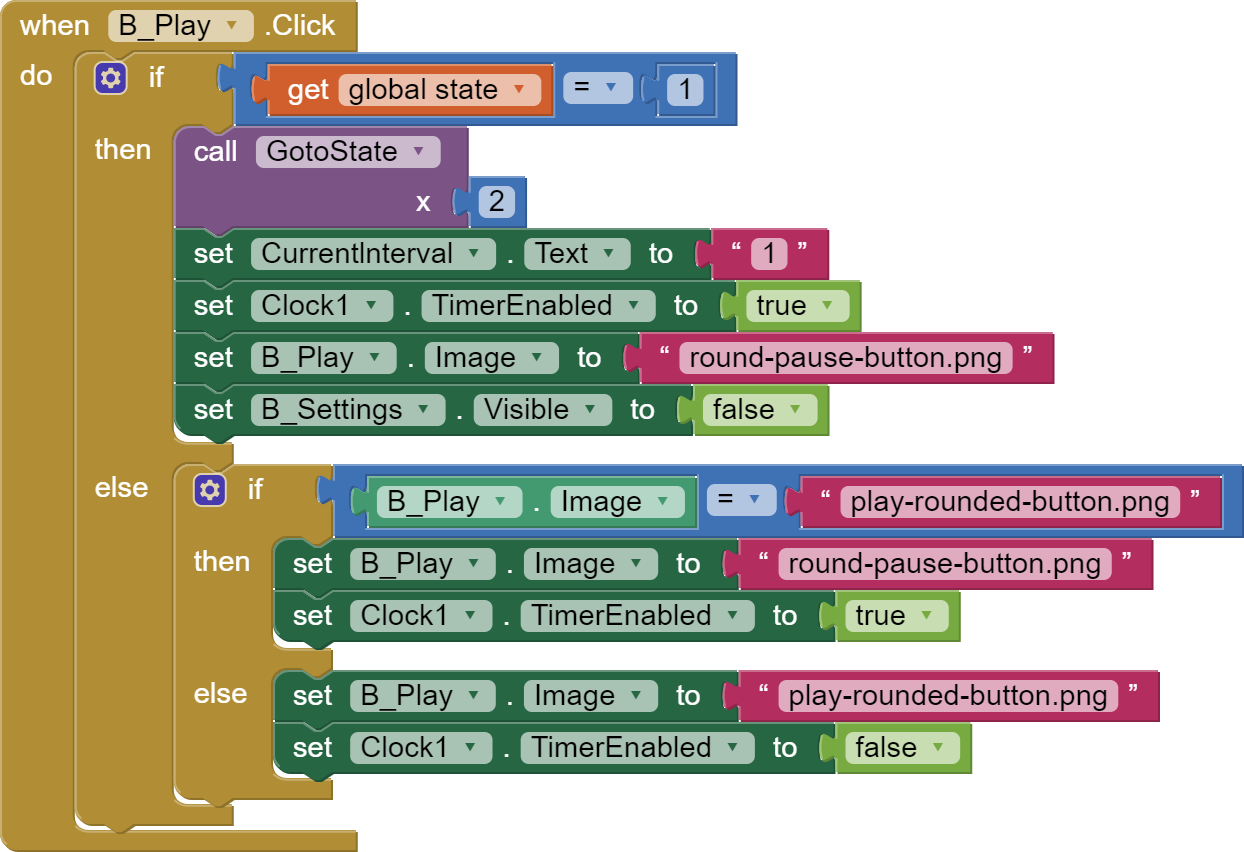 when B_Play .Click
do if get global state = 1
then call GotoState
x 2
set CurrentInterval . Text to “ 1 ”
set Clock1 . TimerEnabled to true
set B_Play . Image to “ round-pause-button.png ”
set B_Settings . Visible to false
else if B_Play . Image = “ play-rounded-button.png ”
then set B_Play . Image to “ round-pause-button.png ”
set Clock1 . TimerEnabled to true
else set B_Play . Image to “ play-rounded-button.png ”
set Clock1 . TimerEnabled to false